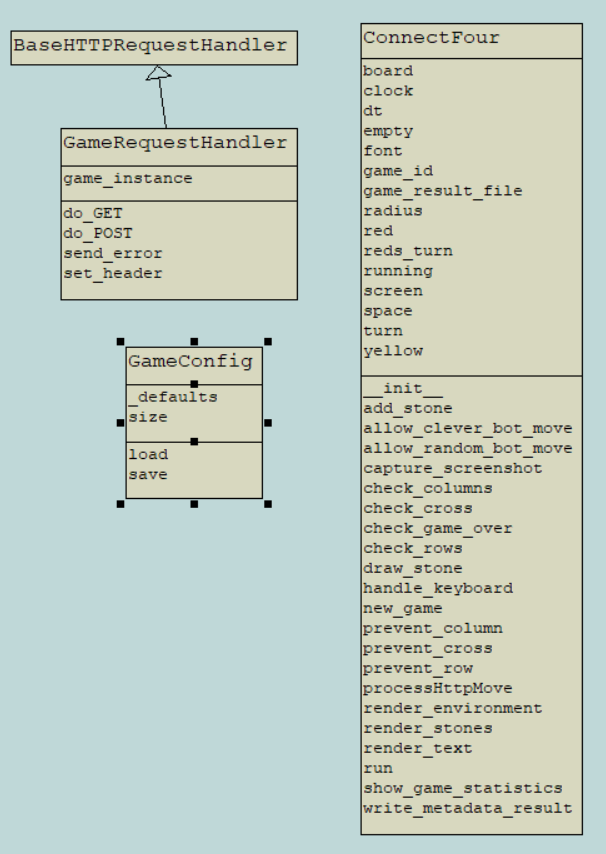 BaseHTTPRequestHandler
GameRequestHandler
game_instance
do_GET
do_POST
send_error
set_header
GameConfig
_defaults
size
load
save
ConnectFour
board
clock
dt
empty
font
game_id
game_result_file
radius
red
reds_turn
running
screen
space
turn
yellow
__init__
add_stone
allow_clever_bot_move
allow_random_bot_move
capture_screenshot
check_columns
check_cross
check_game_over
check_rows
draw_stone
handle_keyboard
new_game
prevent_column
prevent_cross
prevent_row
processHttpMove
render_environment
render_stones
render_text
run
show_game_statistics
write_metadata_result